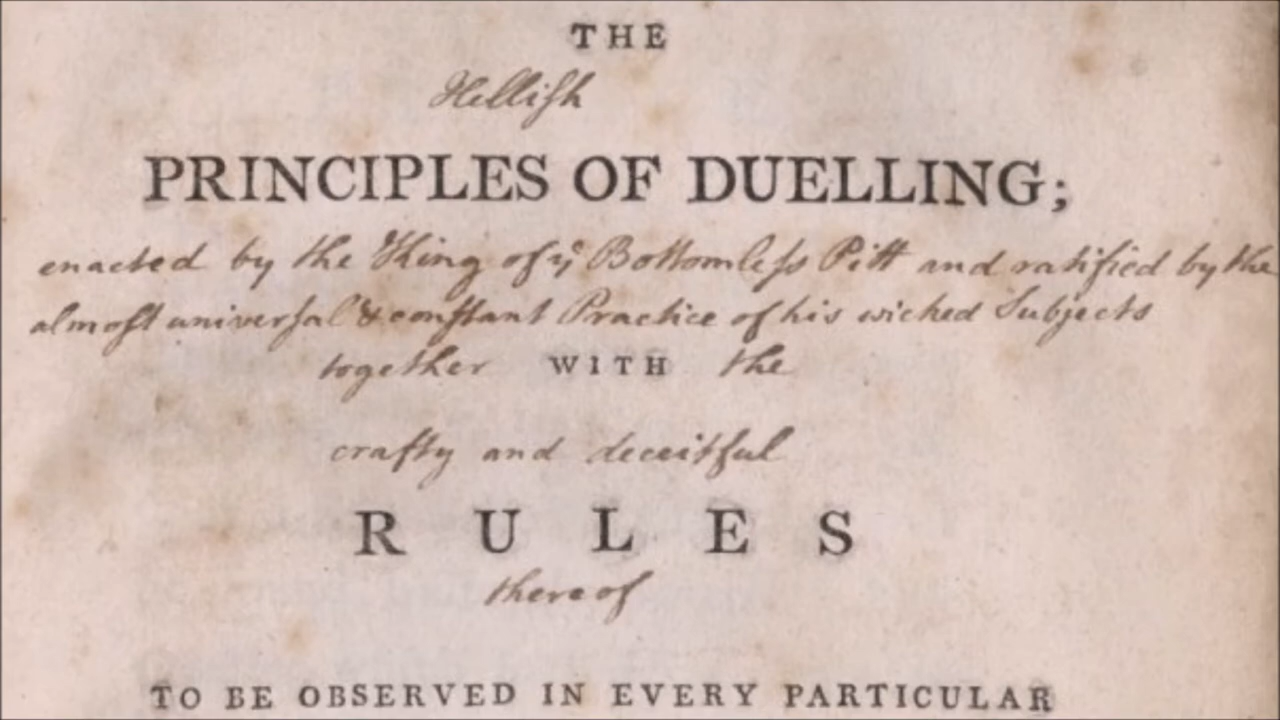 THE
Helliſh
PRINCIPLES OF DUELLING;
enacted by the King of yͤ Bottomleſs Pitt and ratified by the
almoſt univerſal & conſtant Practice of his wicked Subjects
together WITH the
crafty and deceitful
RULES
thereof
TO BE OBSERVED IN EVERY PARTICULAR